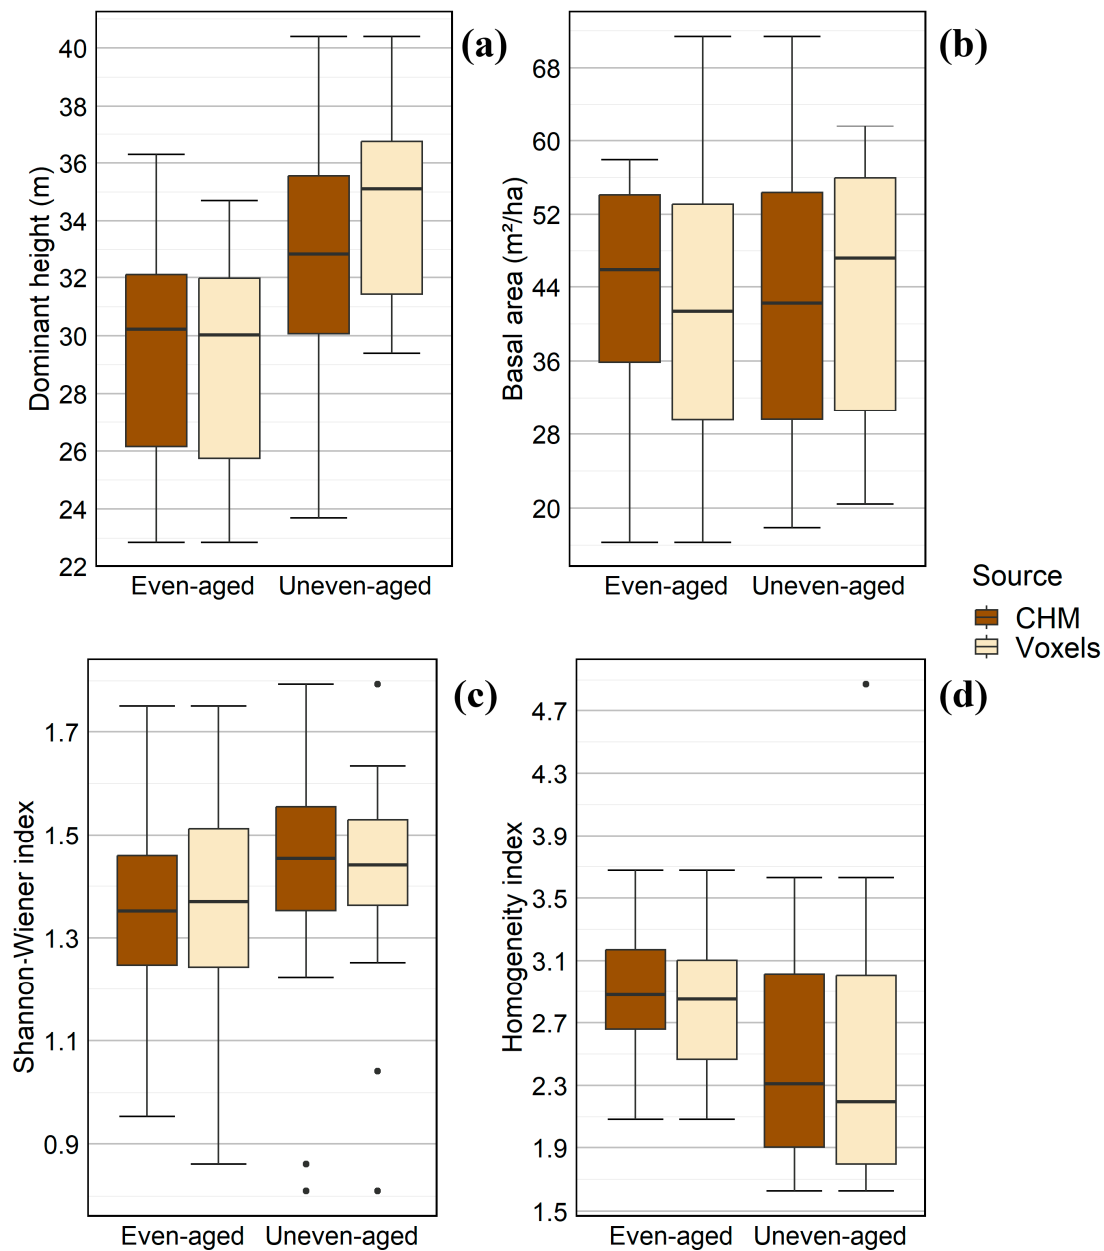 (a)
Dominant height (m)
40
38
36
34
32
30
28
26
24
22
Even-aged Uneven-aged
(b)
Basal area (m²/ha)
68
60
52
44
36
28
20
Even-aged Uneven-aged
Source
CHM
Voxels
(c)
Shannon-Wiener index
1.7
1.5
1.3
1.1
0.9
Even-aged Uneven-aged
(d)
Homogeneity index
4.7
4.3
3.9
3.5
3.1
2.7
2.3
1.9
1.5
Even-aged Uneven-aged